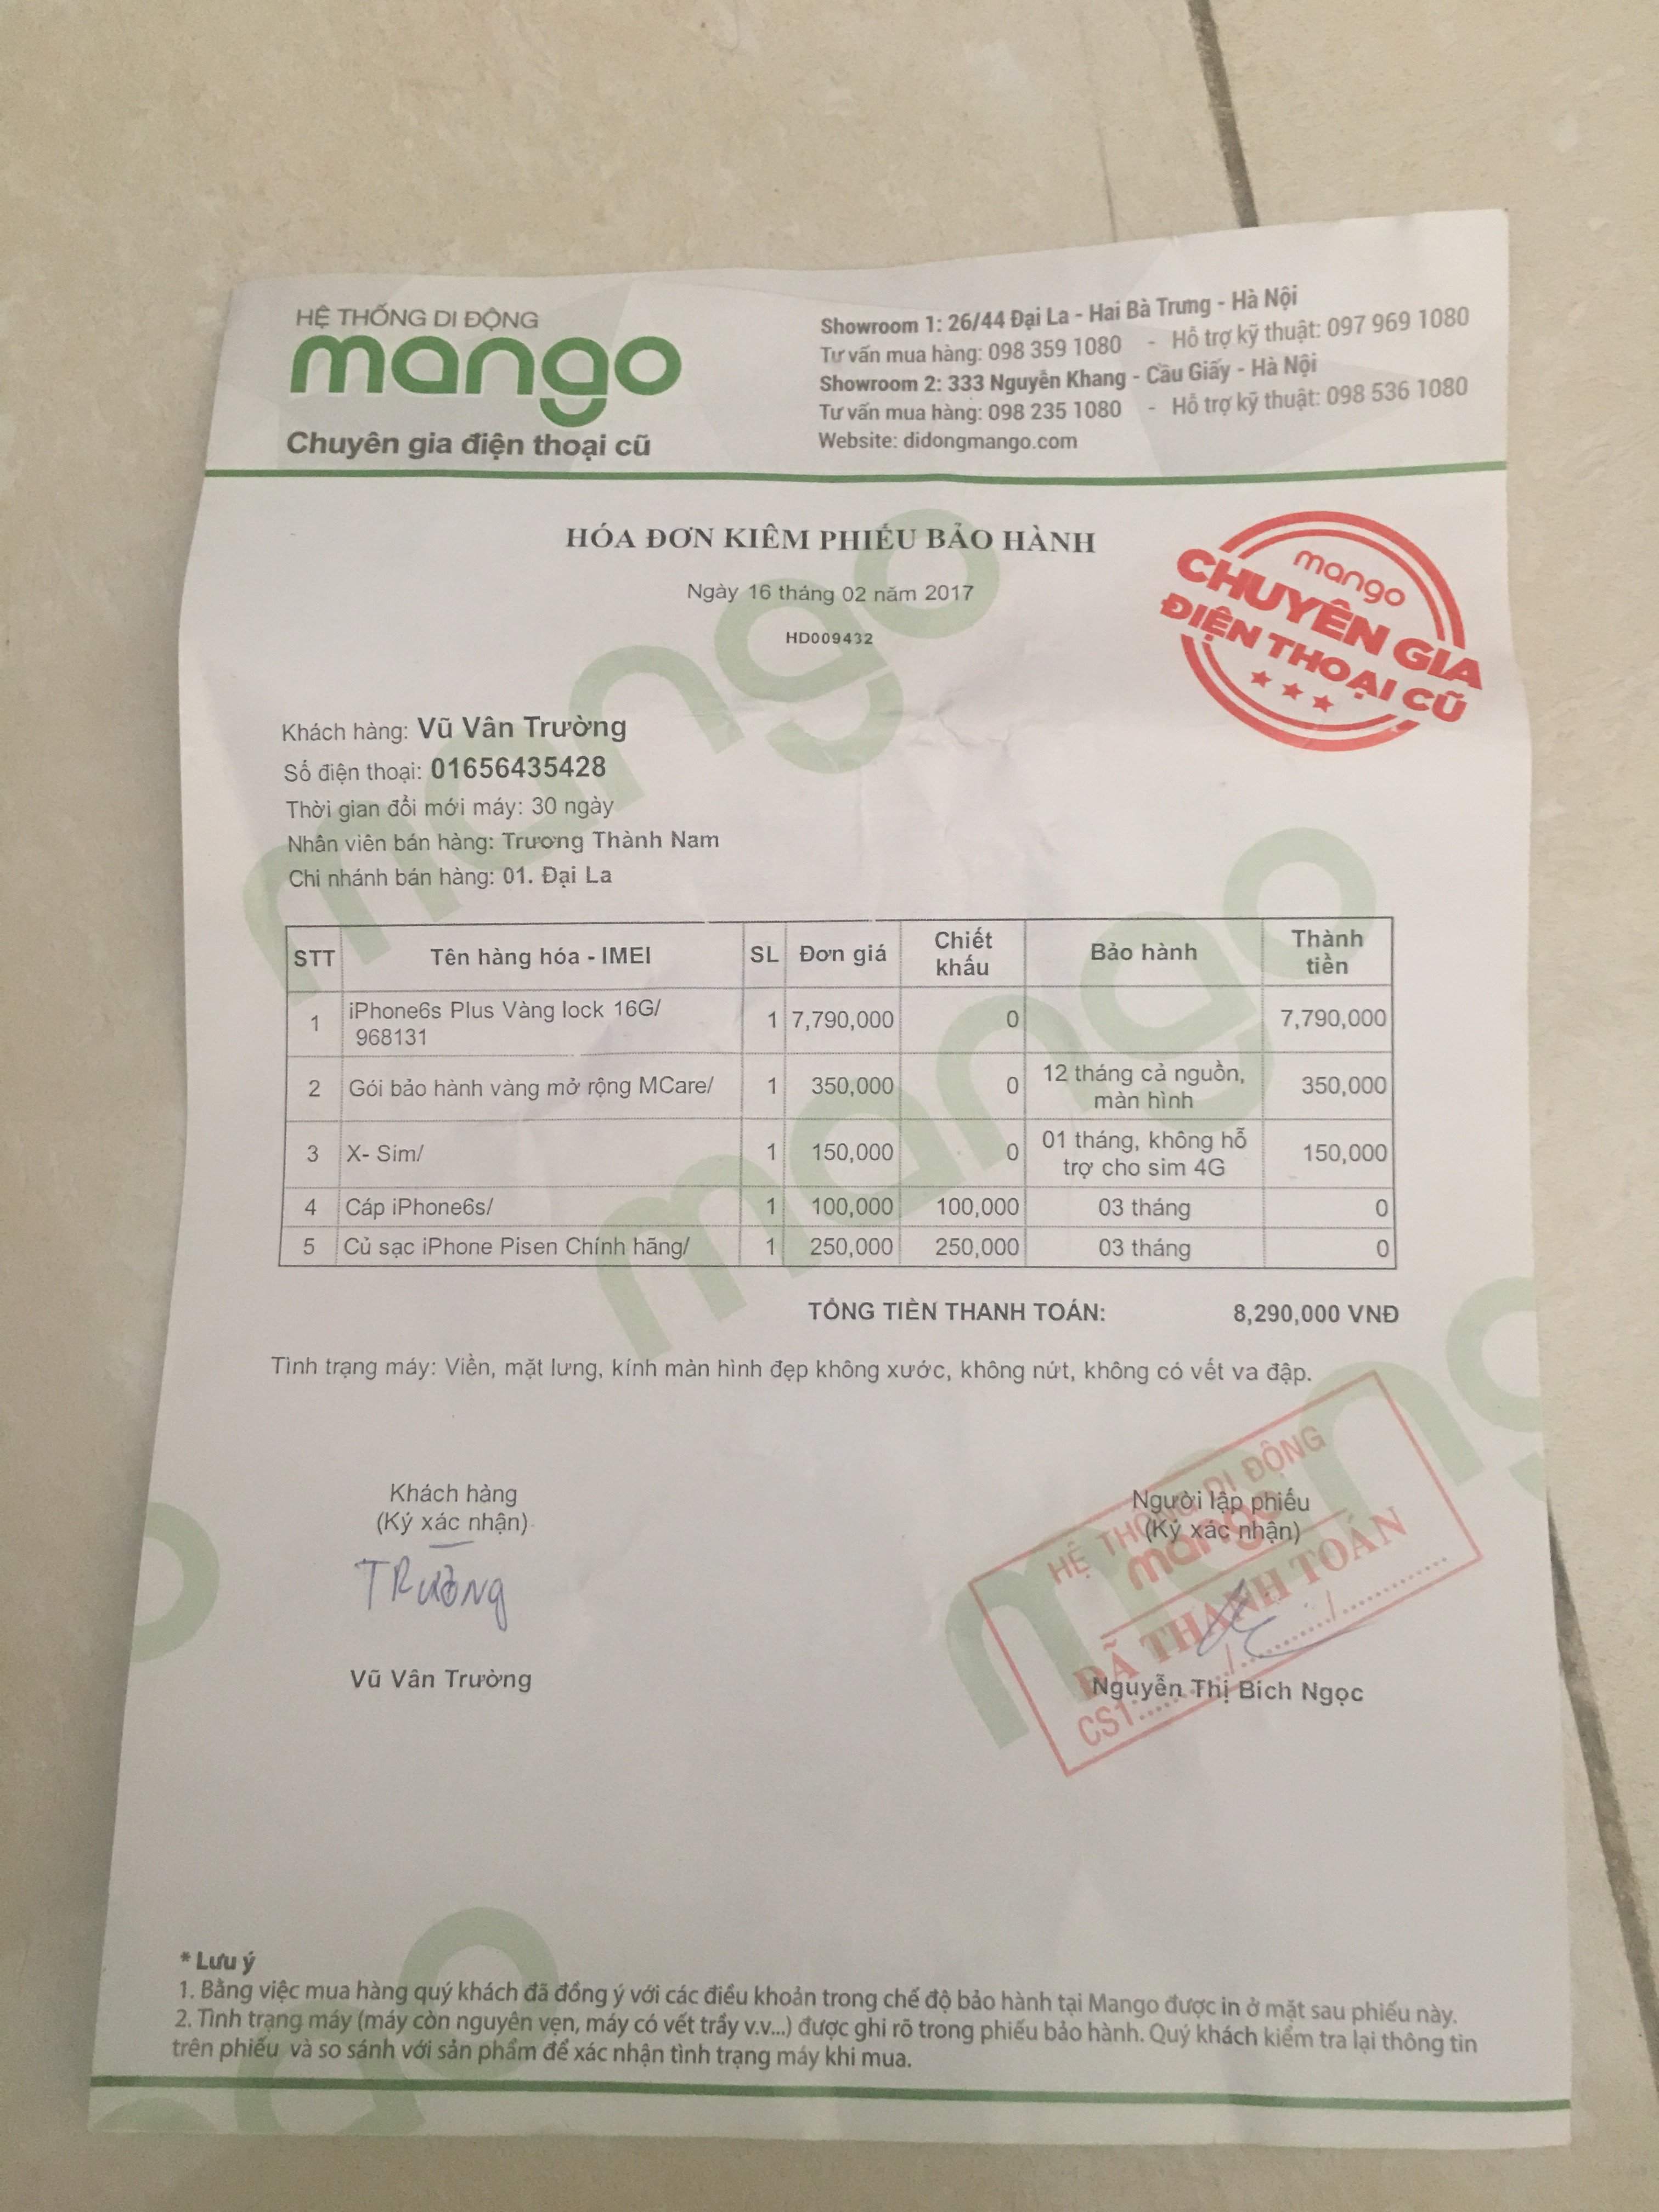 HỆ THỐNG DI ĐỘNG
mango
Chuyên gia điện thoại cũ
Showroom 1: 26/44 Đại La - Hai Bà Trưng - Hà Nội
Tư vấn mua hàng: 098 359 1080 - Hỗ trợ kỹ thuật: 097 969 1080
Showroom 2: 333 Nguyễn Khang - Cầu Giấy - Hà Nội
Tư vấn mua hàng: 098 235 1080 - Hỗ trợ kỹ thuật: 098 536 1080
Website: didongmango.com
HÓA ĐƠN KIÊM PHIẾU BẢO HÀNH
Ngày 16 tháng 02 năm 2017
HD009432
mango
CHUYÊN GIA
ĐIỆN THOẠI CŨ
Khách hàng: Vũ Vân Trường
Số điện thoại: 01656435428
Thời gian đổi mới máy: 30 ngày
Nhân viên bán hàng: Trương Thành Nam
Chi nhánh bán hàng: 01. Đại La
STT Tên hàng hóa - IMEI SL Đơn giá Chiết khấu Bảo hành Thành tiền
1 iPhone6s Plus Vàng lock 16G/ 968131 1 7,790,000 0 7,790,000
2 Gói bảo hành vàng mở rộng MCare/ 1 350,000 0 12 tháng cả nguồn, màn hình 350,000
3 X- Sim/ 1 150,000 0 01 tháng, không hỗ trợ cho sim 4G 150,000
4 Cáp iPhone6s/ 1 100,000 100,000 03 tháng 0
5 Củ sạc iPhone Pisen Chính hãng/ 1 250,000 250,000 03 tháng 0
TỔNG TIỀN THANH TOÁN: 8,290,000 VNĐ
Tình trạng máy: Viền, mặt lưng, kính màn hình đẹp không xước, không nứt, không có vết va đập.
Khách hàng
(Ký xác nhận)
TRường
Vũ Vân Trường
Người lập phiếu
(Ký xác nhận)
HỆ THỐNG DI ĐỘNG
mango
ĐÃ THANH TOÁN
CS1:......./......./.......
Nguyễn Thị Bich Ngọc
* Lưu ý
1. Bằng việc mua hàng quý khách đã đồng ý với các điều khoản trong chế độ bảo hành tại Mango được in ở mặt sau phiếu này.
2. Tình trạng máy (máy còn nguyên vẹn, máy có vết trầy v.v...) được ghi rõ trong phiếu bảo hành. Quý khách kiểm tra lại thông tin
trên phiếu và so sánh với sản phẩm để xác nhận tình trạng máy khi mua.